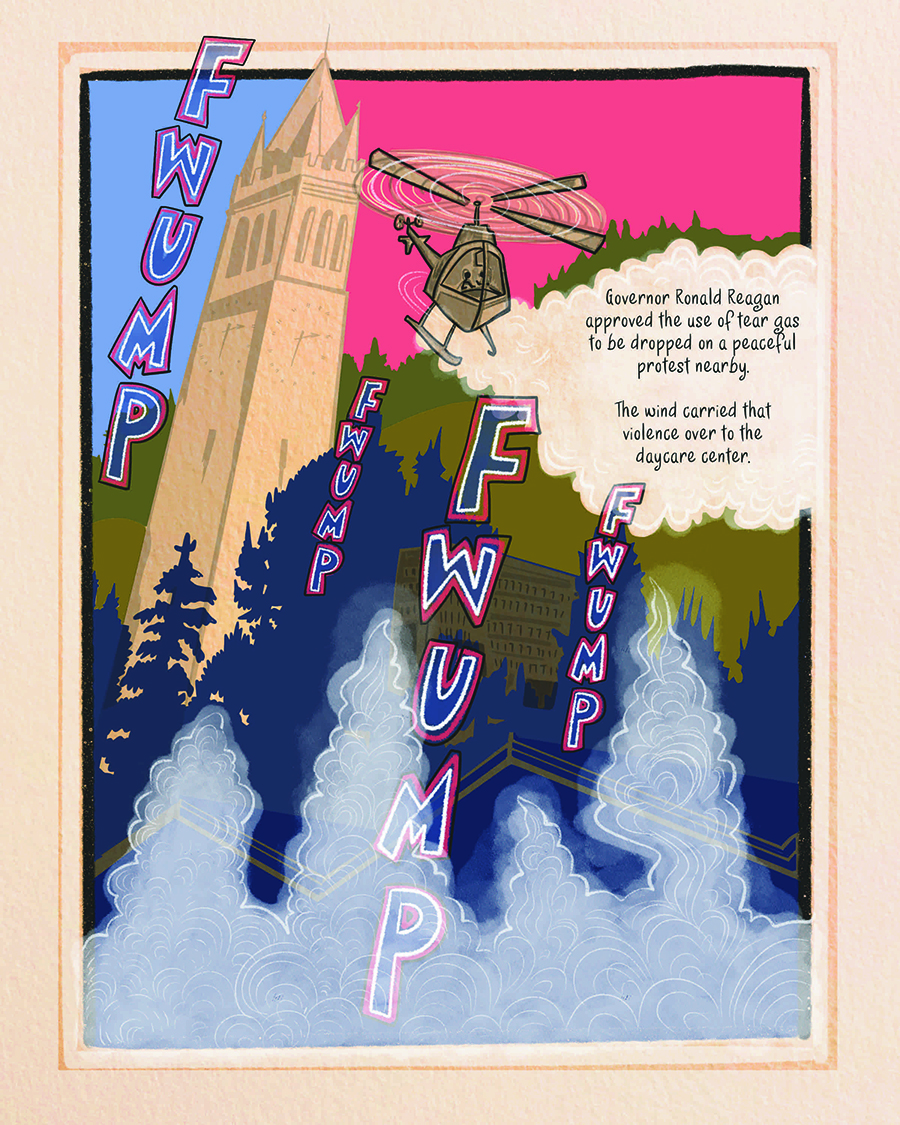 FWUMP
Governor Ronald Reagan
approved the use of tear gas
to be dropped on a peaceful
protest nearby.
The wind carried that
violence over to the
daycare center.
FWUMP
FWUMP
FWUMP